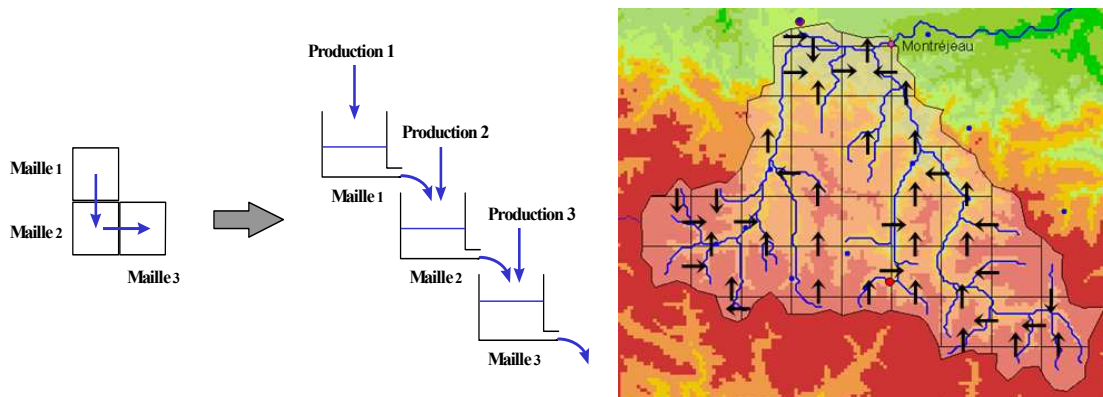 Production 1
Production 2
Maille 1
Maille 1
Production 3
Maille 2
Maille 2
Maille 3
Maille 3
Montréjeau